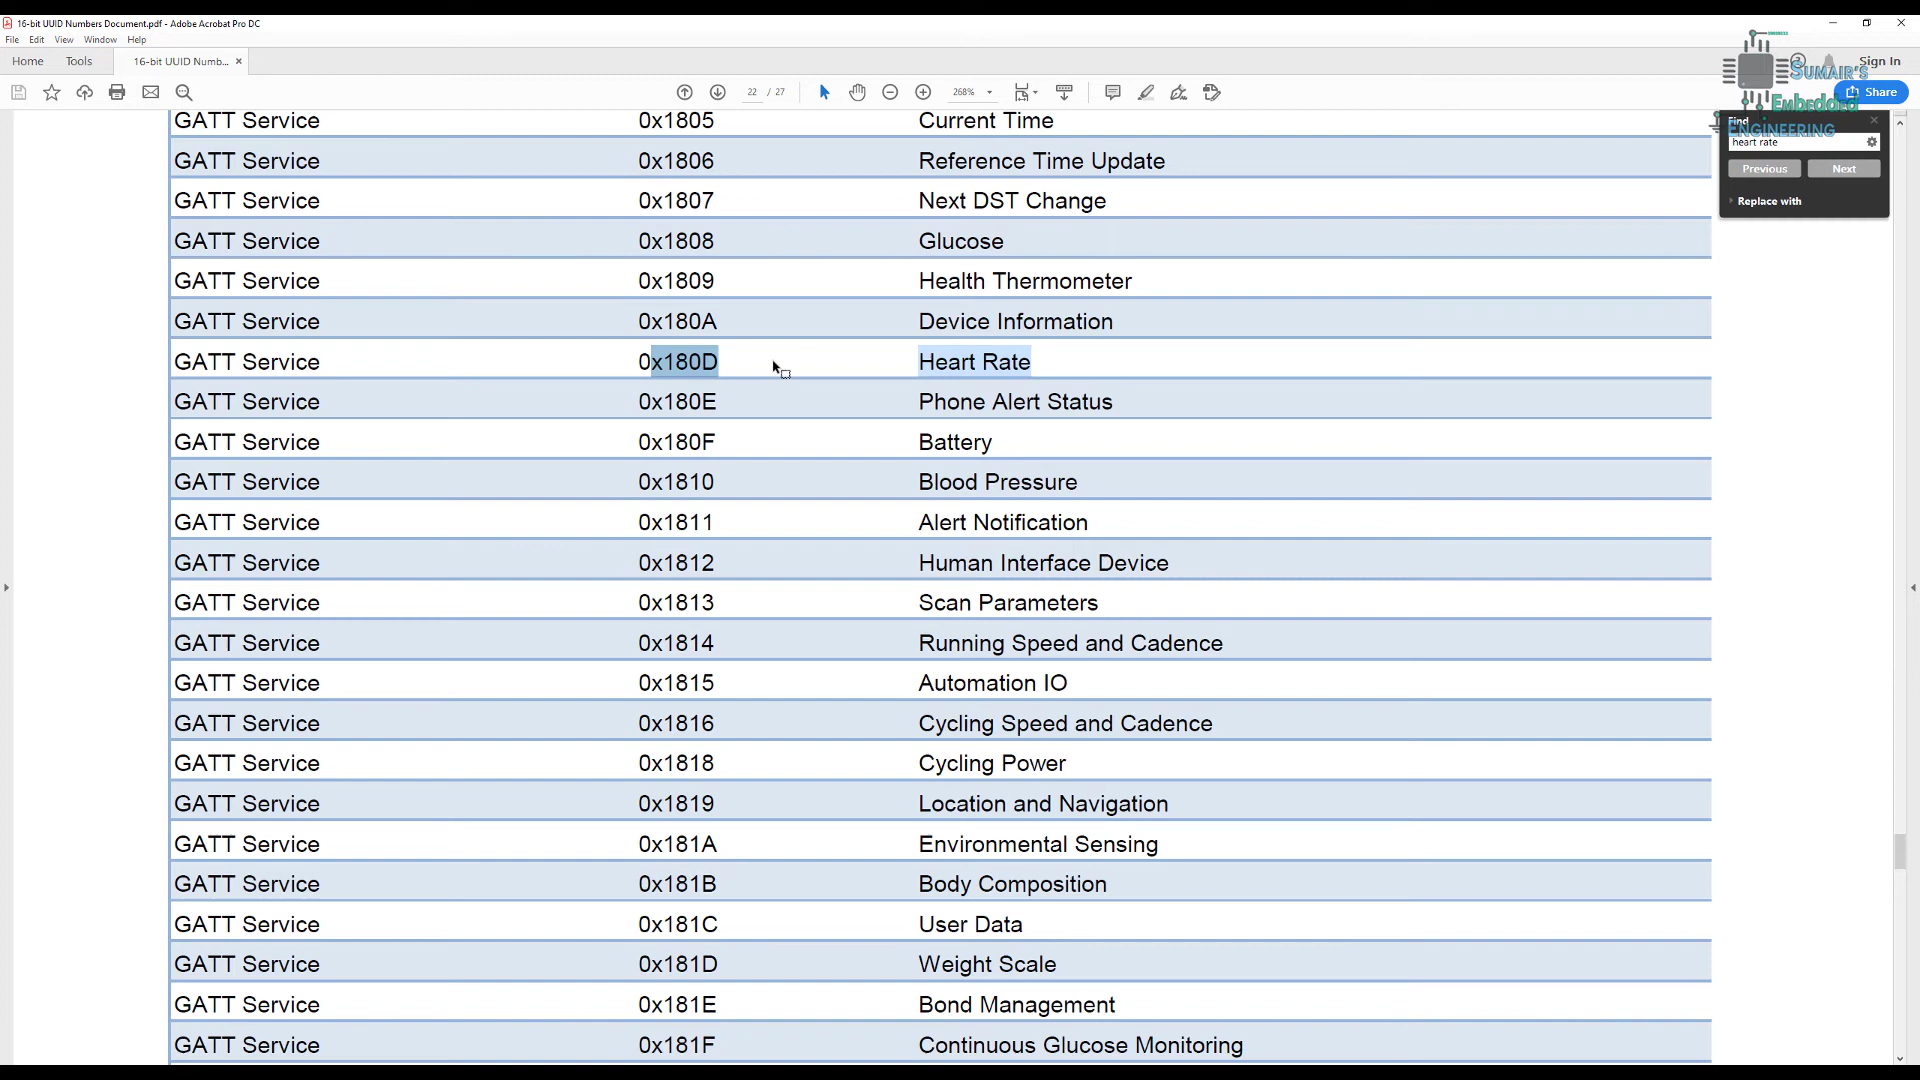 16-bit UUID Numbers Document.pdf - Adobe Acrobat Pro DC
File Edit View Window Help
Home Tools 16-bit UUID Numb... × Sign In
22 / 27 268% Share
SUMAIR'S
Embedded
ENGINEERING
Find
heart rate
Previous Next
Replace with
GATT Service 0x1805 Current Time
GATT Service 0x1806 Reference Time Update
GATT Service 0x1807 Next DST Change
GATT Service 0x1808 Glucose
GATT Service 0x1809 Health Thermometer
GATT Service 0x180A Device Information
GATT Service 0x180D Heart Rate
GATT Service 0x180E Phone Alert Status
GATT Service 0x180F Battery
GATT Service 0x1810 Blood Pressure
GATT Service 0x1811 Alert Notification
GATT Service 0x1812 Human Interface Device
GATT Service 0x1813 Scan Parameters
GATT Service 0x1814 Running Speed and Cadence
GATT Service 0x1815 Automation IO
GATT Service 0x1816 Cycling Speed and Cadence
GATT Service 0x1818 Cycling Power
GATT Service 0x1819 Location and Navigation
GATT Service 0x181A Environmental Sensing
GATT Service 0x181B Body Composition
GATT Service 0x181C User Data
GATT Service 0x181D Weight Scale
GATT Service 0x181E Bond Management
GATT Service 0x181F Continuous Glucose Monitoring